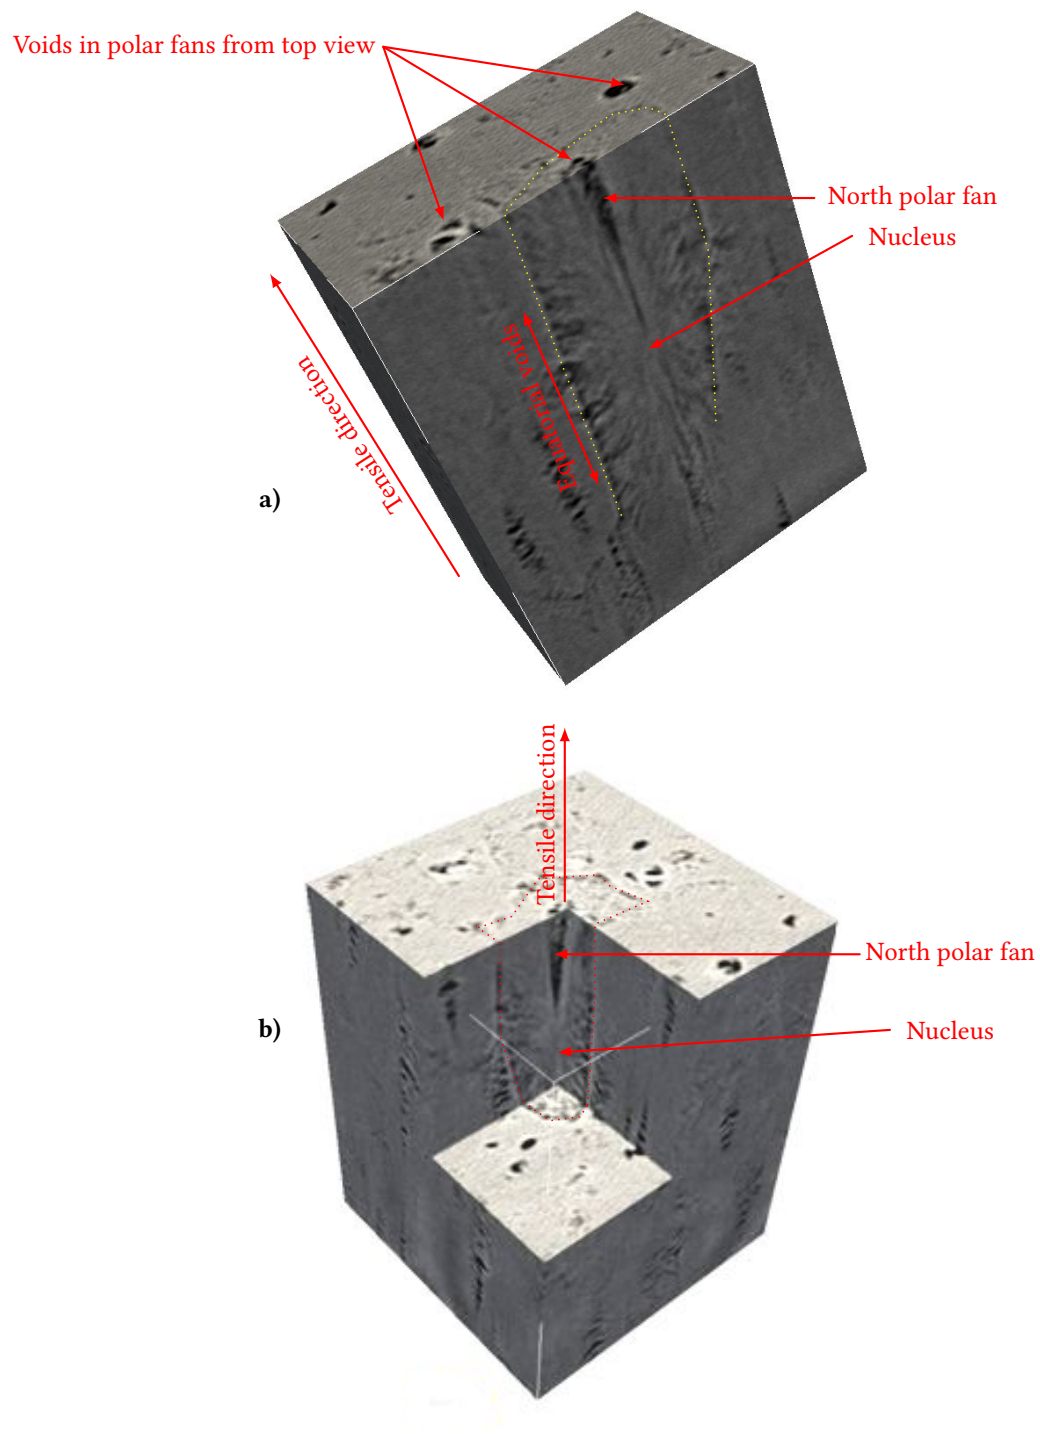 Voids in polar fans from top view
North polar fan
Nucleus
Equatorial voids
Tensile direction
a)
Tensile direction
North polar fan
Nucleus
b)